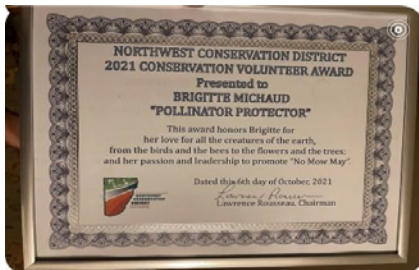 NORTHWEST CONSERVATION DISTRICT
2021 CONSERVATION VOLUNTEER AWARD
Presented to
BRIGITTE MICHAUD
"POLLINATOR PROTECTOR"
This award honors Brigitte for
her love for all the creatures of the earth,
from the birds and the bees to the flowers and the trees;
and her passion and leadership to promote "No Mow May".
Dated this 6th day of October, 2021
Lawrence Rousseau, Chairman
NORTHWEST
CONSERVATION
DISTRICT